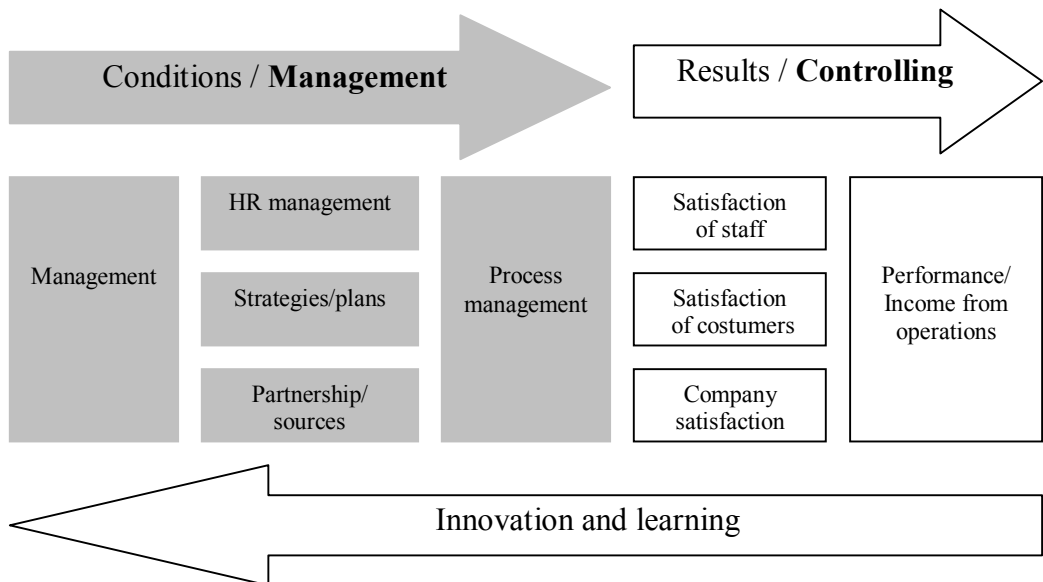 Conditions / Management
Results / Controlling
Management
HR management
Strategies/plans
Partnership/
sources
Process
management
Satisfaction
of staff
Satisfaction
of costumers
Company
satisfaction
Performance/
Income from
operations
Innovation and learning